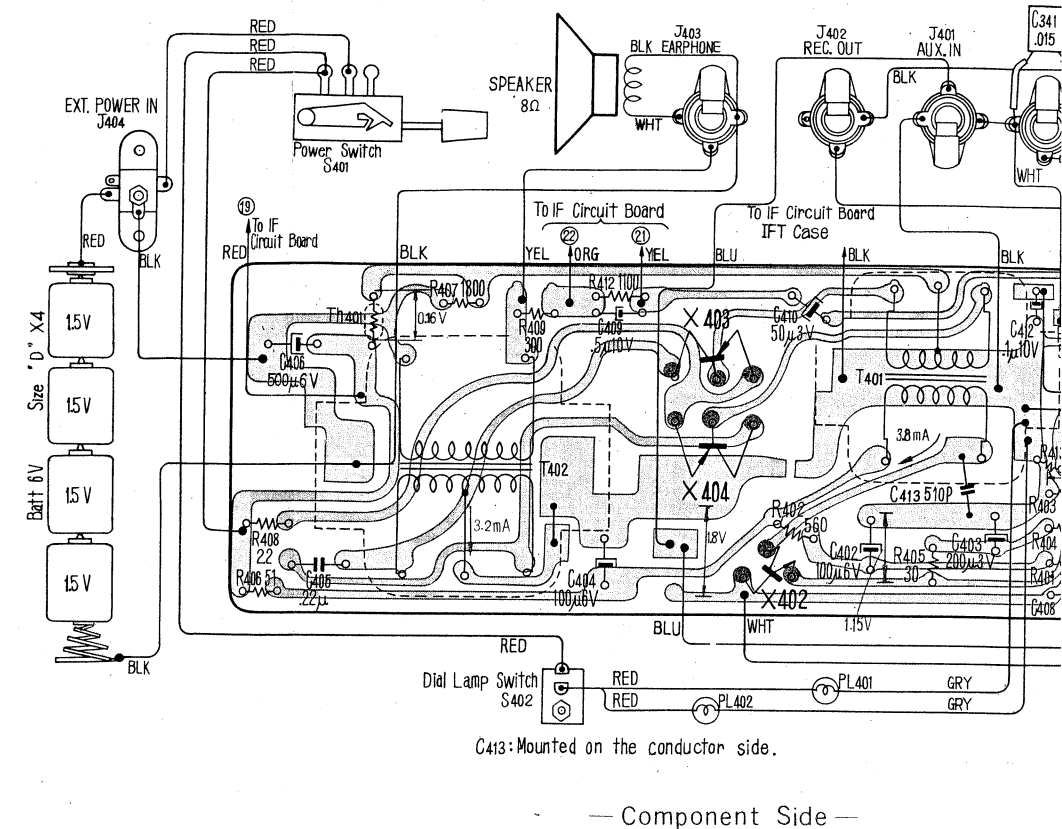 RED
RED
RED
EXT. POWER IN
J404
Power Switch
S401
SPEAKER
8Ω
BLK
J403
EARPHONE
WHT
J402
REC. OUT
J401
AUX. IN
BLK
C341
.015
WHT
RED
BLK
⑲
To IF
Circuit Board
RED
BLK
To IF Circuit Board
YEL
㉒
ORG
㉑
YEL
BLU
To IF Circuit Board
IFT Case
BLK
BLK
Size "D" X4
Batt 6V
1.5V
1.5V
1.5V
1.5V
BLK
Th401
R407
1800
0.16V
C406
500μ6V
R409
300
R412
1100
C409
.5μ10V
X403
C410
50μ3V
T401
C412
.1μ10V
X404
3.8mA
T402
3.2mA
C413 510P
R402
560
1.8V
R408
2.2
R406
51
C405
.22μ
C404
100μ6V
X402
C402
100μ6V
R405
30
C403
200μ3V
R403
R404
R401
C408
1.15V
BLU
WHT
RED
Dial Lamp Switch
S402
RED
RED
PL401
PL402
GRY
GRY
C413: Mounted on the conductor side.
— Component Side —